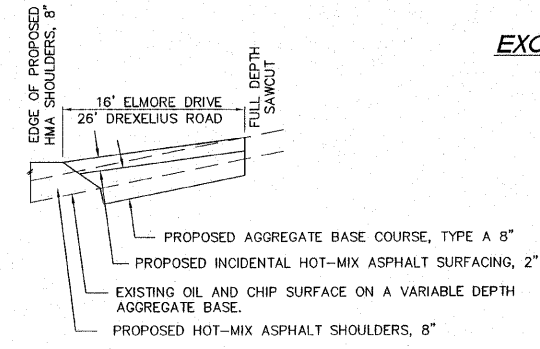 EXC
EDGE OF PROPOSED
HMA SHOULDERS, 8"
16' ELMORE DRIVE
26' DREXELIUS ROAD
FULL DEPTH
SAWCUT
PROPOSED AGGREGATE BASE COURSE, TYPE A 8"
PROPOSED INCIDENTAL HOT-MIX ASPHALT SURFACING, 2"
EXISTING OIL AND CHIP SURFACE ON A VARIABLE DEPTH
AGGREGATE BASE.
PROPOSED HOT-MIX ASPHALT SHOULDERS, 8"